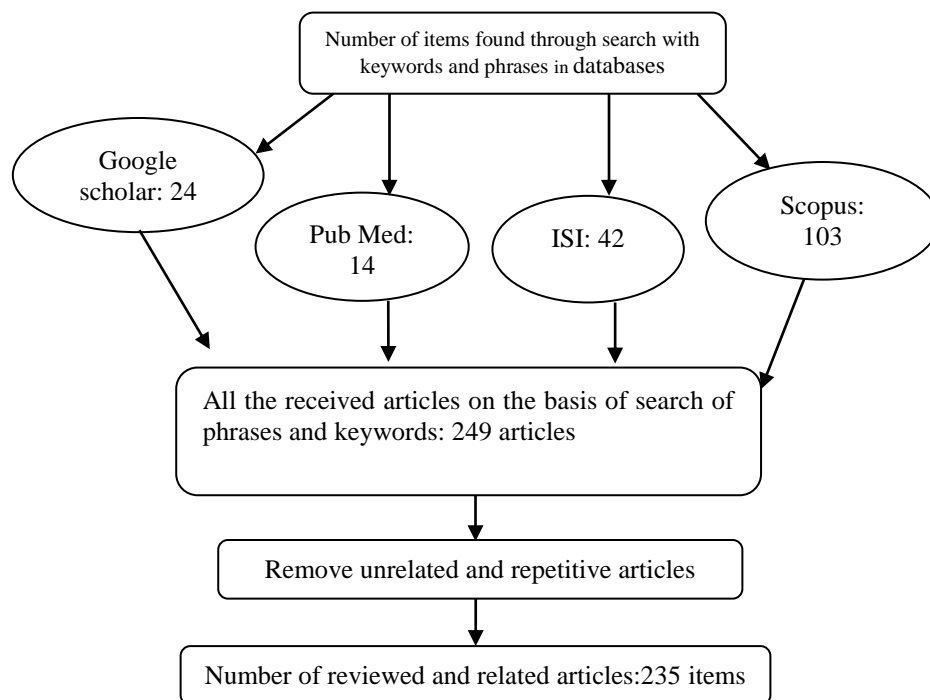 Number of items found through search with
keywords and phrases in databases
Google
scholar: 24
Pub Med:
14
ISI: 42
Scopus:
103
All the received articles on the basis of search of
phrases and keywords: 249 articles
Remove unrelated and repetitive articles
Number of reviewed and related articles:235 items